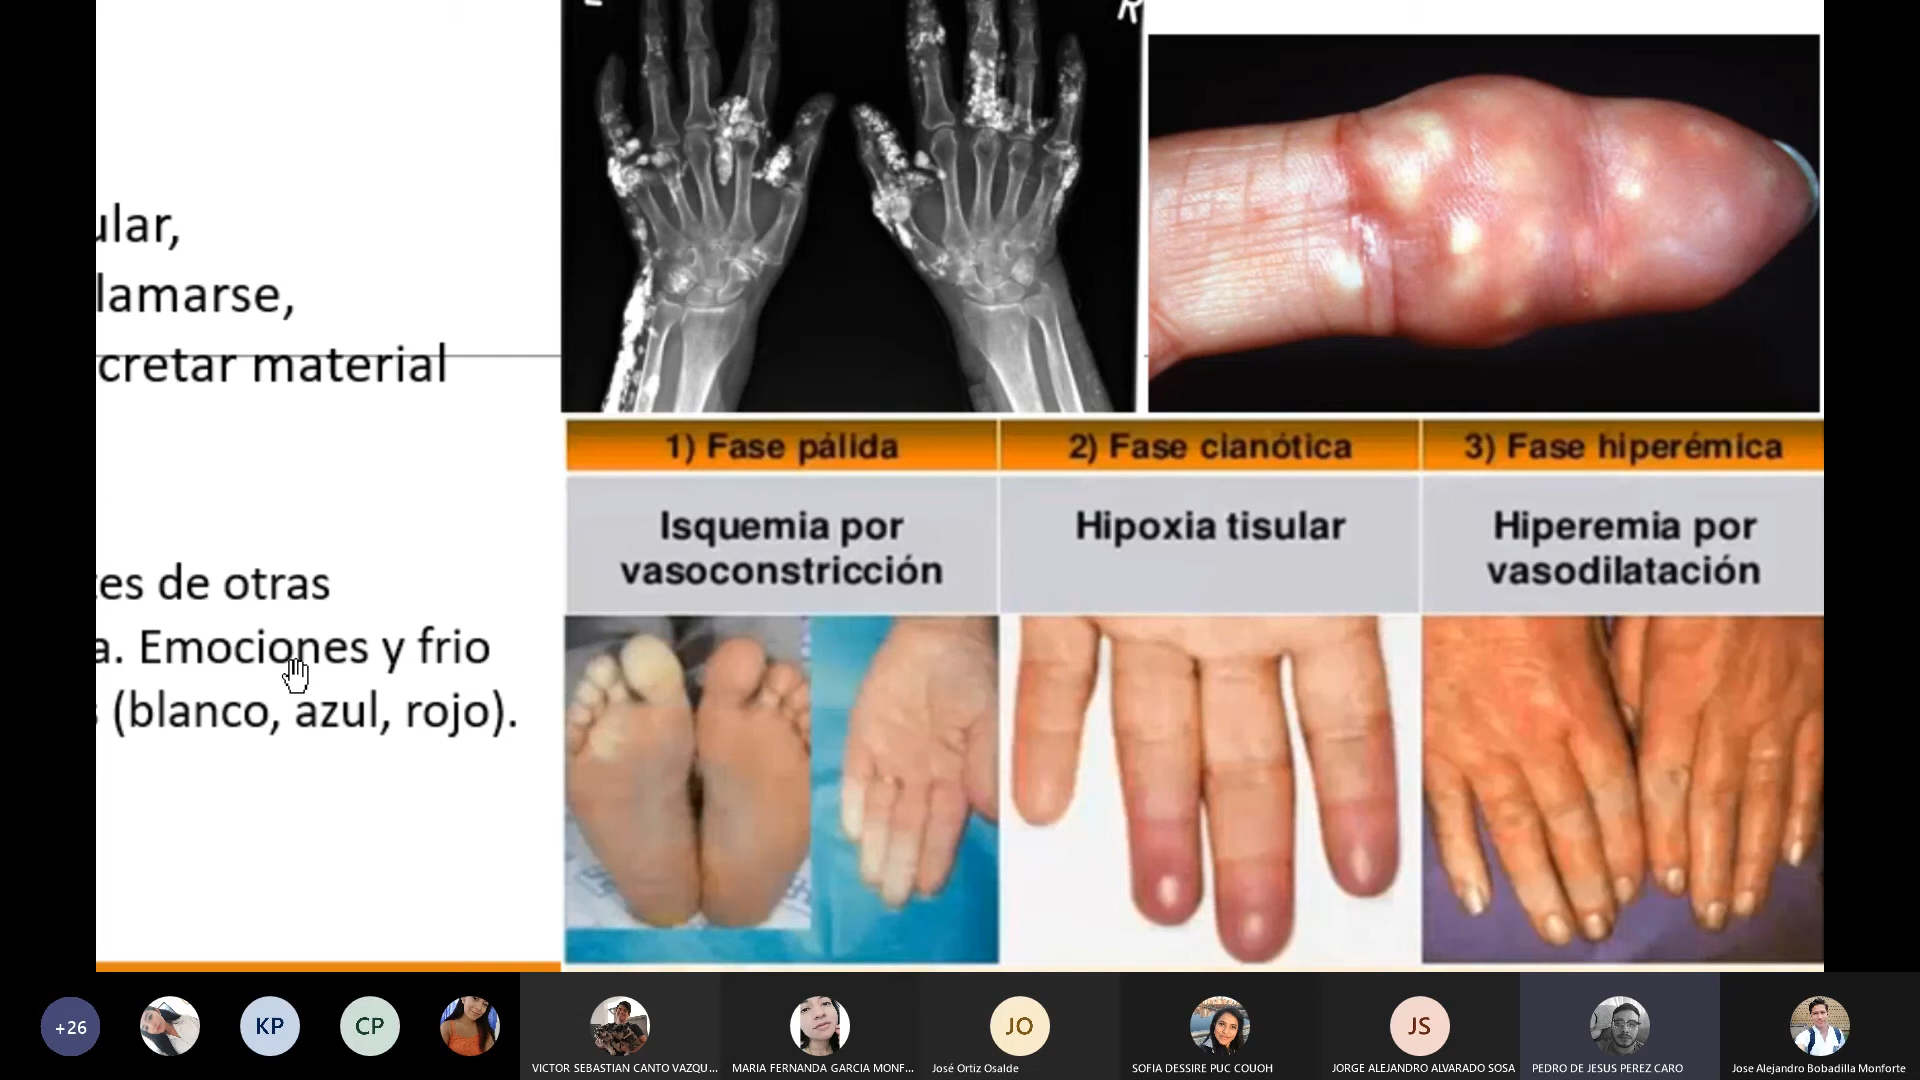 R
ular,
lamarse,
cretar material
tes de otras
a. Emociones y frio
s (blanco, azul, rojo).
1) Fase pálida
2) Fase cianótica
3) Fase hiperémica
Isquemia por
vasoconstricción
Hipoxia tisular
Hiperemia por
vasodilatación
+26
KP
CP
JO
JS
VICTOR SEBASTIAN CANTO VAZQU...
MARIA FERNANDA GARCIA MONF...
José Ortiz Osalde
SOFIA DESSIRE PUC COUOH
JORGE ALEJANDRO ALVARADO SOSA
PEDRO DE JESUS PEREZ CARO
Jose Alejandro Bobadilla Monforte